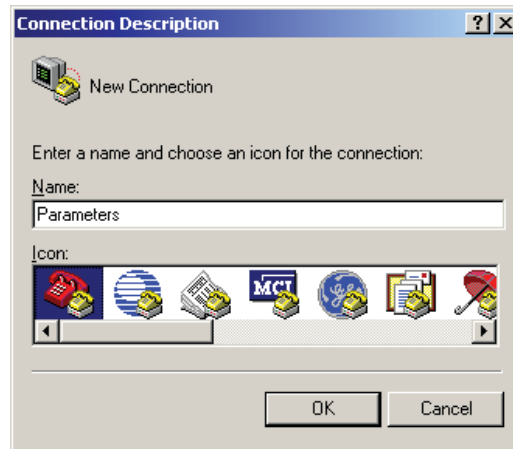 Connection Description
New Connection
Enter a name and choose an icon for the connection:
Name:
Parameters
Icon:
MCI
OK Cancel